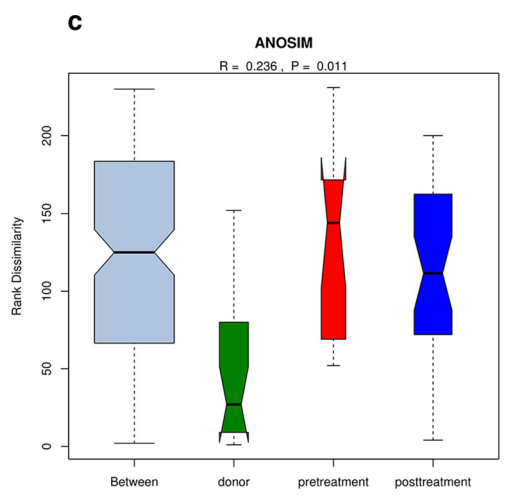 c
ANOSIM
R = 0.236 , P = 0.011
Rank Dissimilarity
200
150
100
50
0
Between donor pretreatment posttreatment